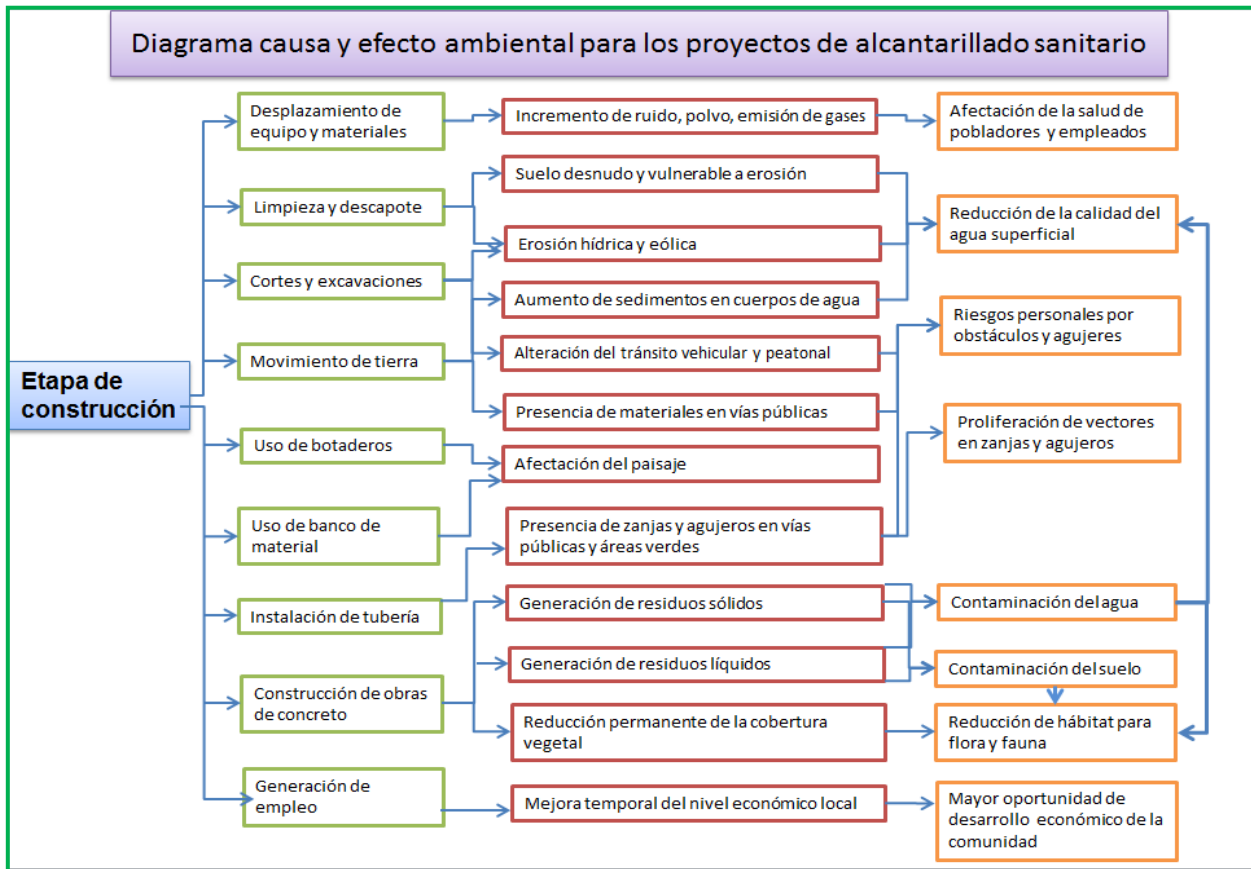 Diagrama causa y efecto ambiental para los proyectos de alcantarillado sanitario
Etapa de
construcción
Desplazamiento de
equipo y materiales
Limpieza y descapote
Cortes y excavaciones
Movimiento de tierra
Uso de botaderos
Uso de banco de
material
Instalación de tubería
Construcción de obras
de concreto
Generación de
empleo
Incremento de ruido, polvo, emisión de gases
Suelo desnudo y vulnerable a erosión
Erosión hídrica y eólica
Aumento de sedimentos en cuerpos de agua
Alteración del tránsito vehicular y peatonal
Presencia de materiales en vías públicas
Afectación del paisaje
Presencia de zanjas y agujeros en vías
públicas y áreas verdes
Generación de residuos sólidos
Generación de residuos líquidos
Reducción permanente de la cobertura
vegetal
Mejora temporal del nivel económico local
Afectación de la salud de
pobladores y empleados
Reducción de la calidad del
agua superficial
Riesgos personales por
obstáculos y agujeres
Proliferación de vectores
en zanjas y agujeros
Contaminación del agua
Contaminación del suelo
Reducción de hábitat para
flora y fauna
Mayor oportunidad de
desarrollo económico de la
comunidad